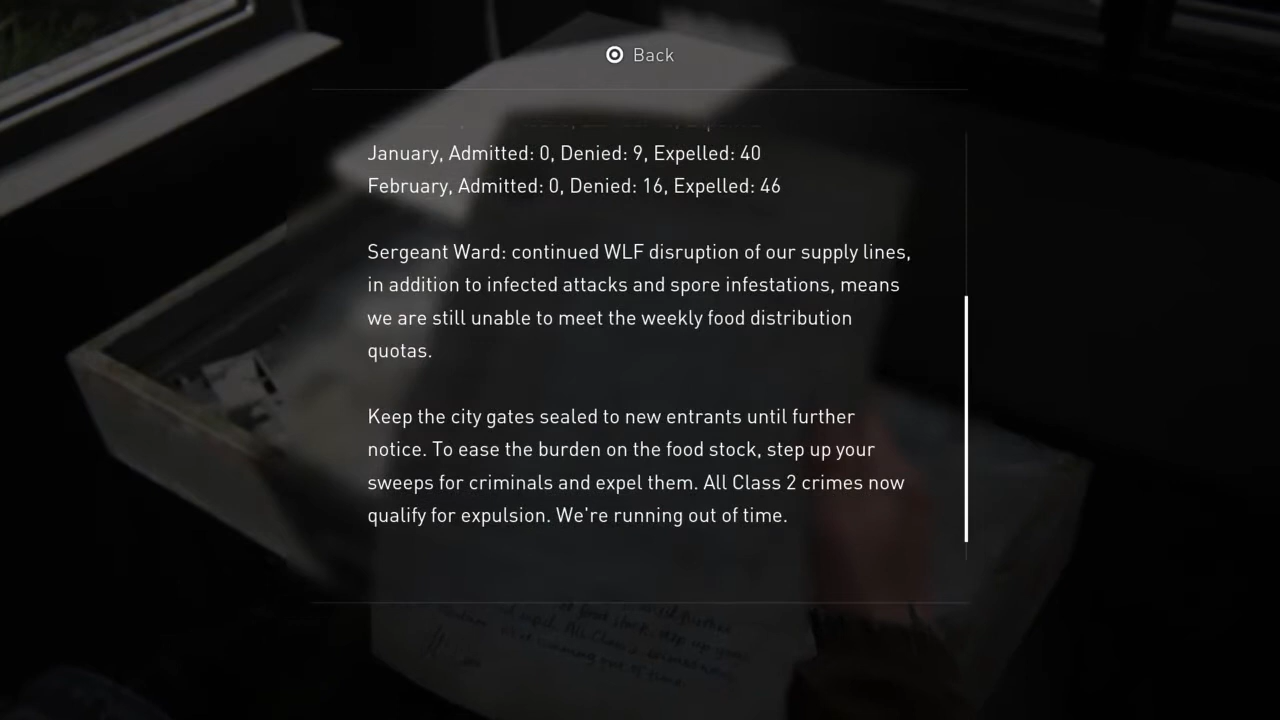 Back
January, Admitted: 0, Denied: 9, Expelled: 40
February, Admitted: 0, Denied: 16, Expelled: 46
Sergeant Ward: continued WLF disruption of our supply lines,
in addition to infected attacks and spore infestations, means
we are still unable to meet the weekly food distribution
quotas.
Keep the city gates sealed to new entrants until further
notice. To ease the burden on the food stock, step up your
sweeps for criminals and expel them. All Class 2 crimes now
qualify for expulsion. We're running out of time.